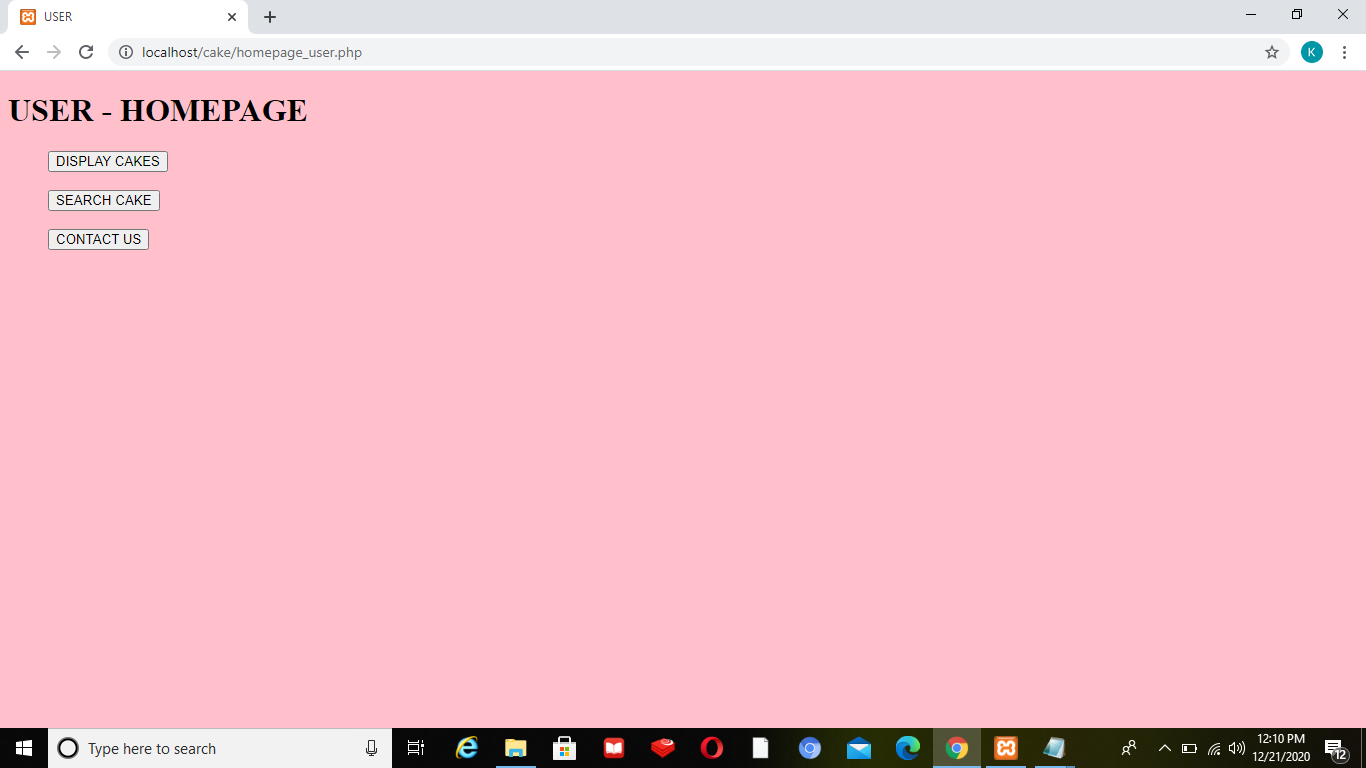 USER
localhost/cake/homepage_user.php
K
USER - HOMEPAGE
DISPLAY CAKES
SEARCH CAKE
CONTACT US
Type here to search
12:10 PM
12/21/2020
12